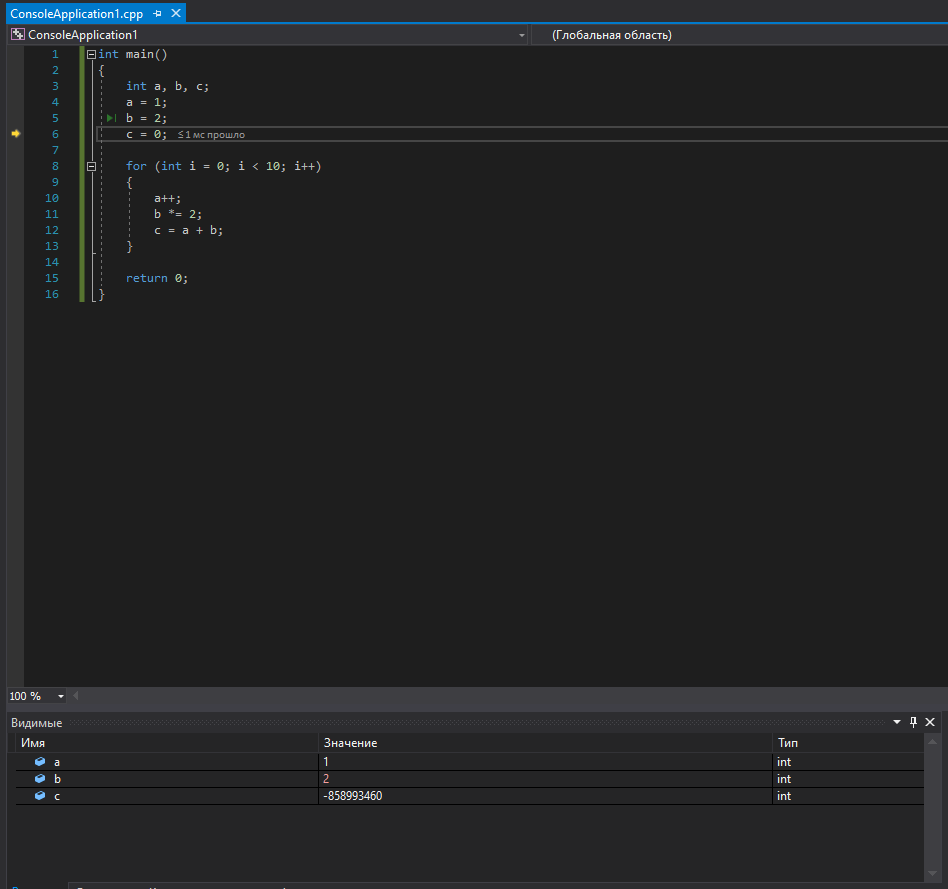 ConsoleApplication1.cpp
ConsoleApplication1 (Глобальная область)
1 int main()
2 {
3 int a, b, c;
4 a = 1;
5 b = 2;
6 c = 0; ≤1 мс прошло
7
8 for (int i = 0; i < 10; i++)
9 {
10 a++;
11 b *= 2;
12 c = a + b;
13 }
14
15 return 0;
16 }
100 %
Видимые
Имя Значение Тип
a 1 int
b 2 int
c -858993460 int